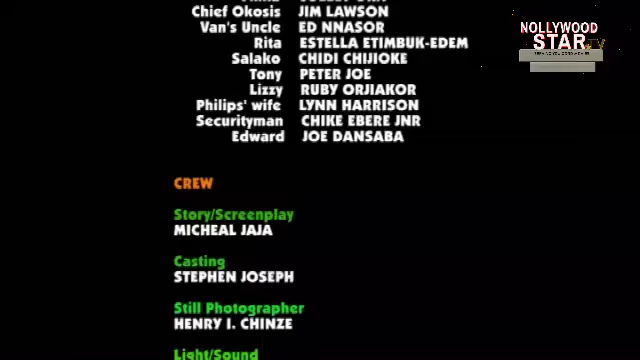 Chief Okosis JIM LAWSON
Van's Uncle ED NNASOR
Rita ESTELLA ETIMBUK-EDEM
Salako CHIDI CHIJIOKE
Tony PETER JOE
Lizzy RUBY ORJIAKOR
Philips' wife LYNN HARRISON
Securityman CHIKE EBERE JNR
Edward JOE DANSABA
CREW
Story/Screenplay
MICHEAL JAJA
Casting
STEPHEN JOSEPH
Still Photographer
HENRY I. CHINZE
Light/Sound
NOLLYWOOD
STAR TV